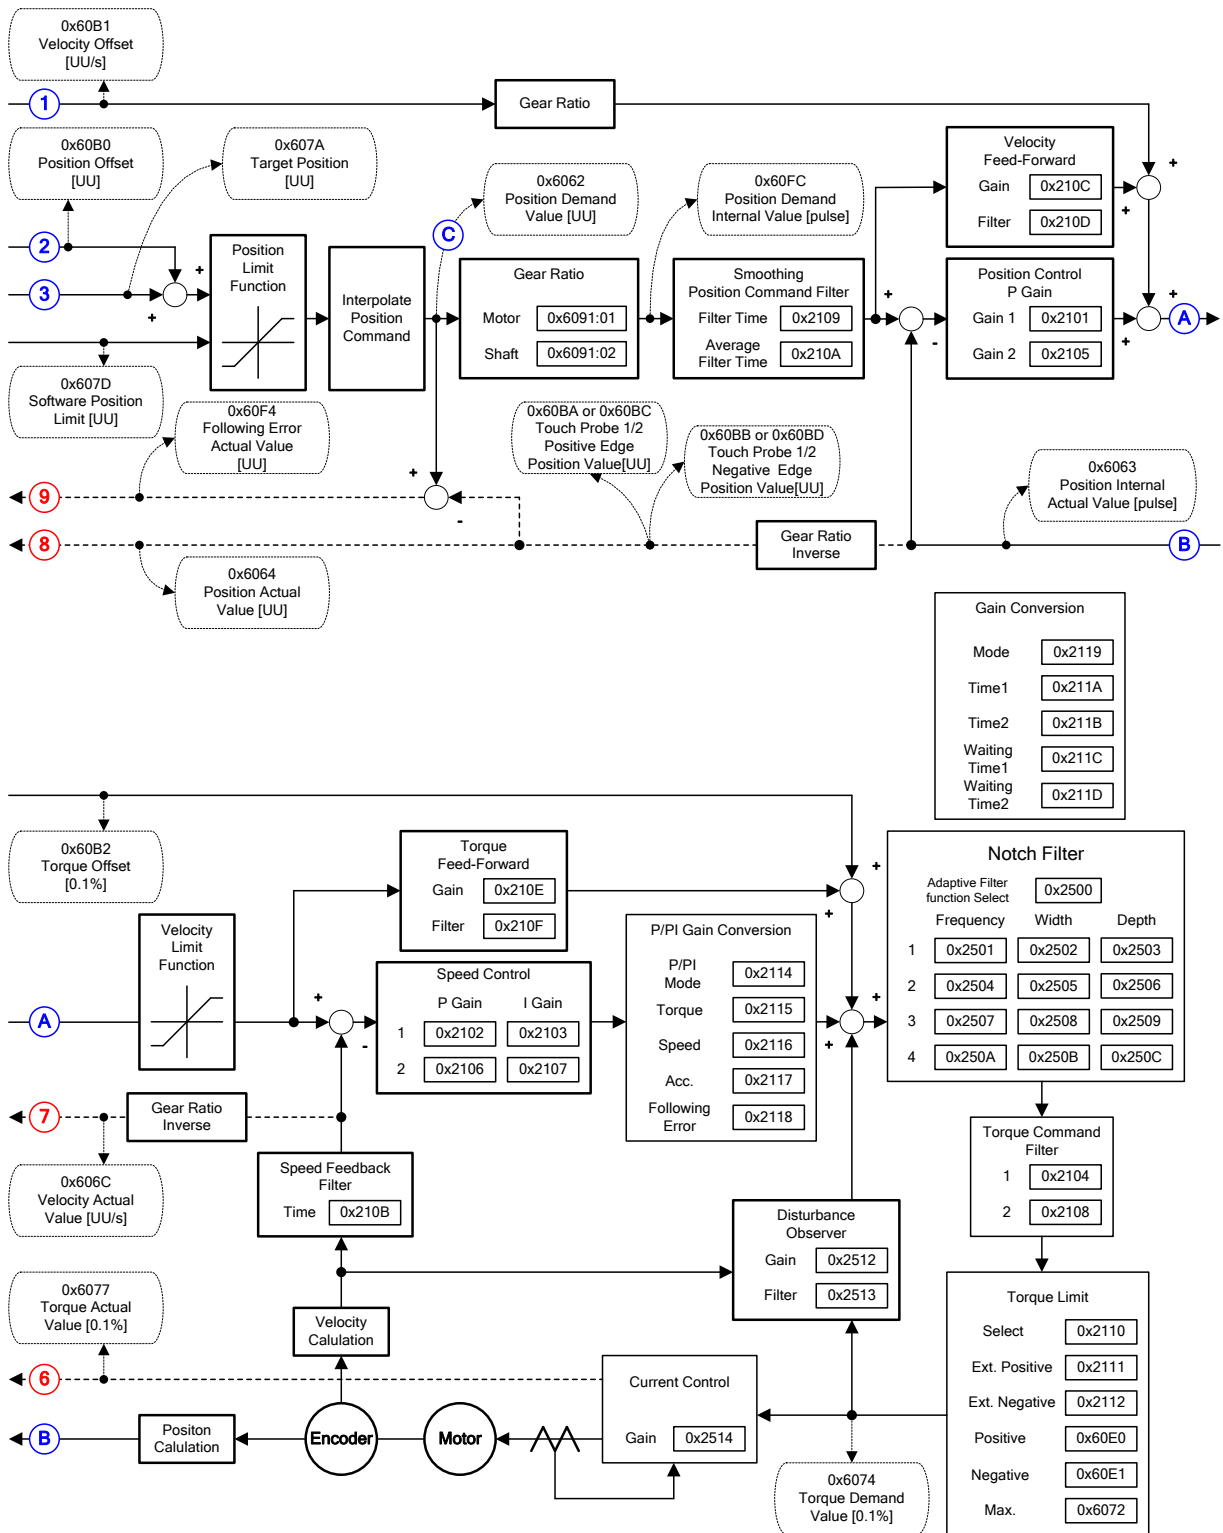 0x60B1
Velocity Offset
[UU/s]
1
Gear Ratio
0x60B0
Position Offset
[UU]
0x607A
Target Position
[UU]
0x6062
Position Demand
Value [UU]
0x60FC
Position Demand
Internal Value [pulse]
Velocity
Feed-Forward
Gain 0x210C
Filter 0x210D
+
+
2
3
+
+
Position
Limit
Function
Interpolate
Position
Command
C
Gear Ratio
Motor 0x6091:01
Shaft 0x6091:02
Smoothing
Position Command Filter
Filter Time 0x2109
Average
Filter Time 0x210A
+
-
Position Control
P Gain
Gain 1 0x2101
Gain 2 0x2105
+
+
A
0x607D
Software Position
Limit [UU]
0x60F4
Following Error
Actual Value
[UU]
0x60BA or 0x60BC
Touch Probe 1/2
Positive Edge
Position Value[UU]
0x60BB or 0x60BD
Touch Probe 1/2
Negative Edge
Position Value[UU]
0x6063
Position Internal
Actual Value [pulse]
9
+
-
8
Gear Ratio
Inverse
B
0x6064
Position Actual
Value [UU]
Gain Conversion
Mode 0x2119
Time1 0x211A
Time2 0x211B
Waiting
Time1 0x211C
Waiting
Time2 0x211D
0x60B2
Torque Offset
[0.1%]
Torque
Feed-Forward
Gain 0x210E
Filter 0x210F
+
+
Notch Filter
Adaptive Filter
function Select 0x2500
Frequency Width Depth
1 0x2501 0x2502 0x2503
2 0x2504 0x2505 0x2506
3 0x2507 0x2508 0x2509
4 0x250A 0x250B 0x250C
Velocity
Limit
Function
A
+
-
Speed Control
P Gain I Gain
1 0x2102 0x2103
2 0x2106 0x2107
P/PI Gain Conversion
P/PI
Mode 0x2114
Torque 0x2115
Speed 0x2116
Acc. 0x2117
Following
Error 0x2118
+
+
7
Gear Ratio
Inverse
0x606C
Velocity Actual
Value [UU/s]
Speed Feedback
Filter
Time 0x210B
Torque Command
Filter
1 0x2104
2 0x2108
Disturbance
Observer
Gain 0x2512
Filter 0x2513
0x6077
Torque Actual
Value [0.1%]
Velocity
Calulation
6
Current Control
Gain 0x2514
B
Positon
Calulation
Encoder
Motor
0x6074
Torque Demand
Value [0.1%]
Torque Limit
Select 0x2110
Ext. Positive 0x2111
Ext. Negative 0x2112
Positive 0x60E0
Negative 0x60E1
Max. 0x6072